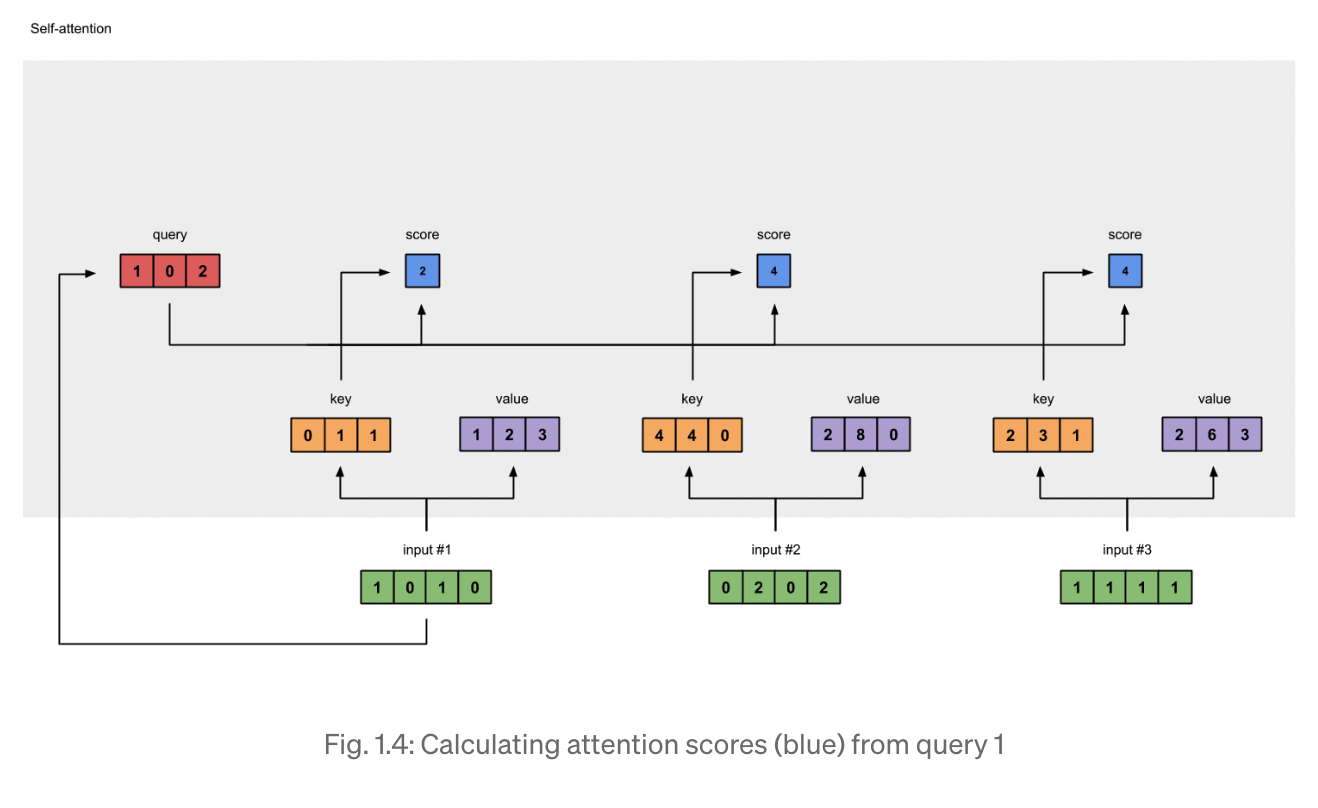 Self-attention
query score score score
1 0 2 2 4 4
key value key value key value
0 1 1 1 2 3 4 4 0 2 8 0 2 3 1 2 6 3
input #1 input #2 input #3
1 0 1 0 0 2 0 2 1 1 1 1
Fig. 1.4: Calculating attention scores (blue) from query 1